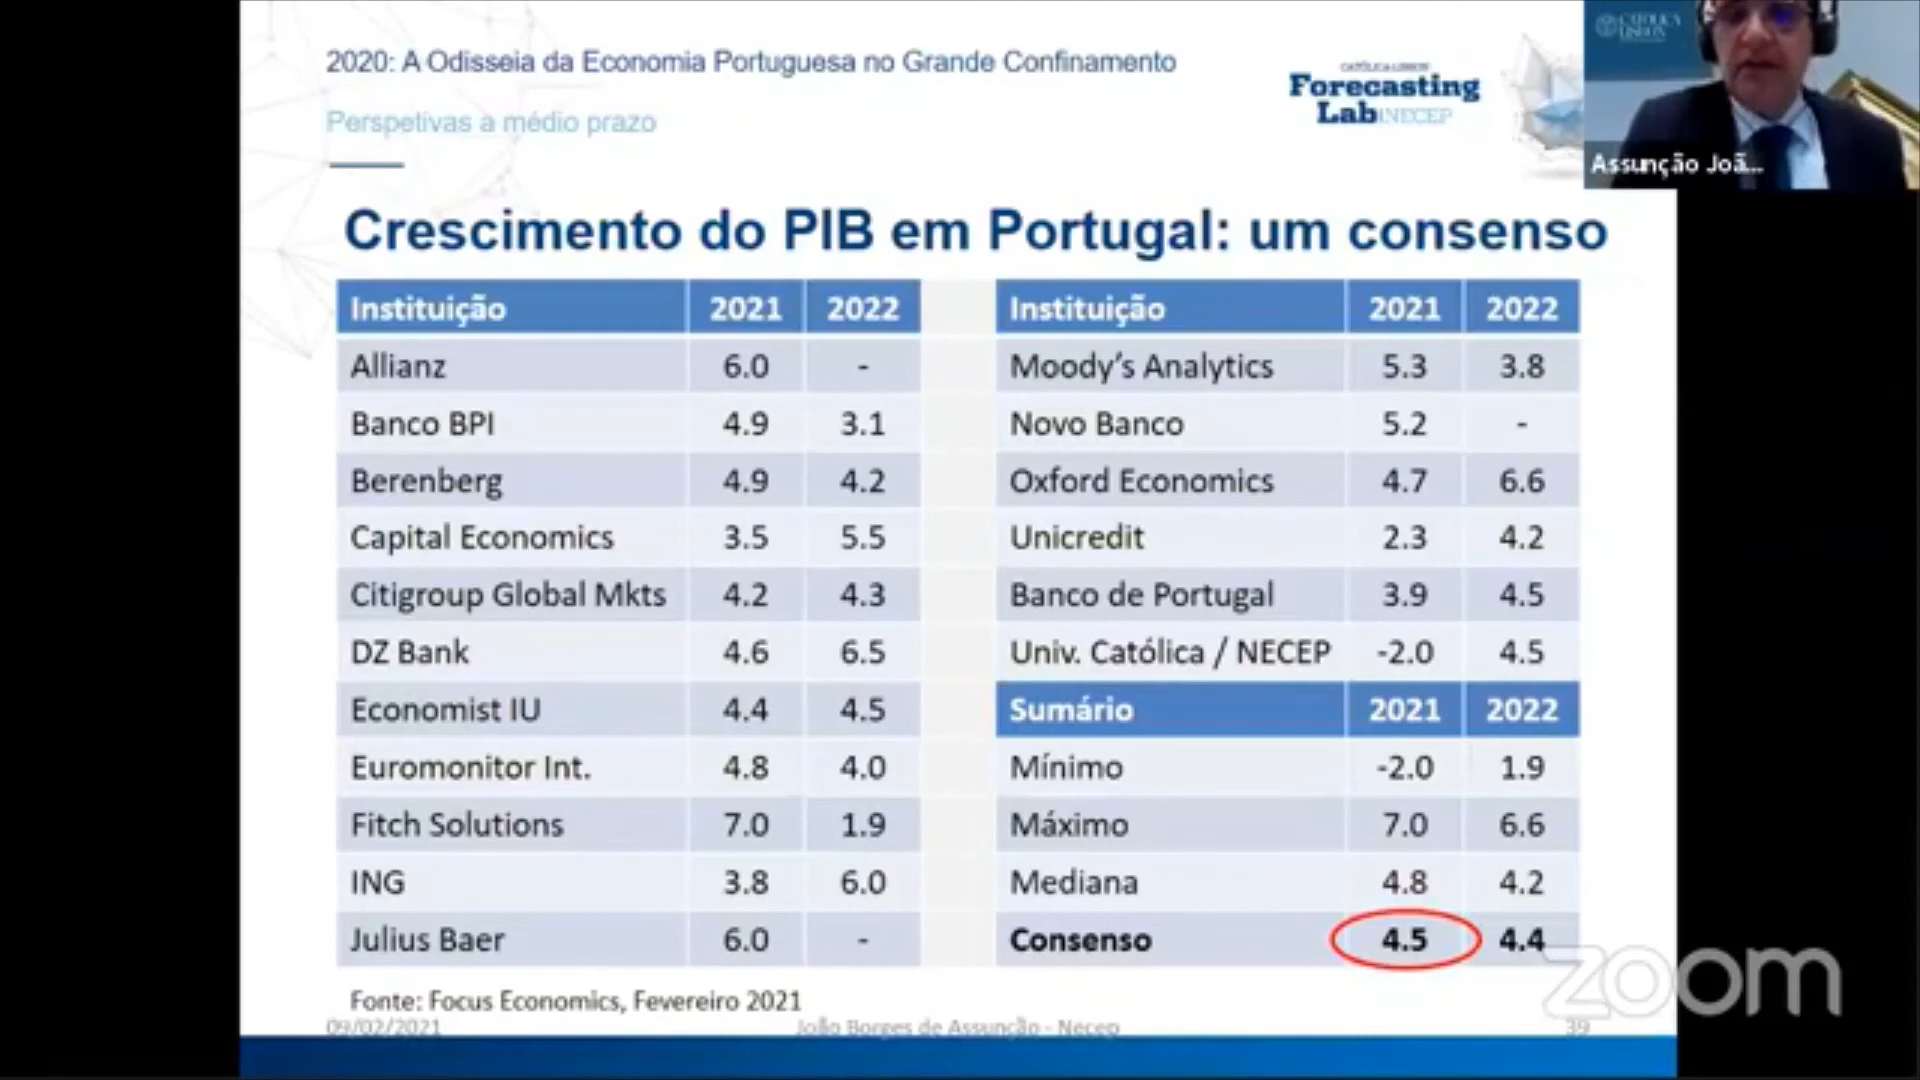 2020: A Odisseia da Economia Portuguesa no Grande Confinamento
Perspetivas a médio prazo
CATÓLICA-LISBON
Forecasting
Lab NECEP
CATÓLICA
LISBON
Assunção Joã...
Crescimento do PIB em Portugal: um consenso
Instituição 2021 2022
Allianz 6.0 -
Banco BPI 4.9 3.1
Berenberg 4.9 4.2
Capital Economics 3.5 5.5
Citigroup Global Mkts 4.2 4.3
DZ Bank 4.6 6.5
Economist IU 4.4 4.5
Euromonitor Int. 4.8 4.0
Fitch Solutions 7.0 1.9
ING 3.8 6.0
Julius Baer 6.0 -
Instituição 2021 2022
Moody's Analytics 5.3 3.8
Novo Banco 5.2 -
Oxford Economics 4.7 6.6
Unicredit 2.3 4.2
Banco de Portugal 3.9 4.5
Univ. Católica / NECEP -2.0 4.5
Sumário 2021 2022
Mínimo -2.0 1.9
Máximo 7.0 6.6
Mediana 4.8 4.2
Consenso 4.5 4.4
Fonte: Focus Economics, Fevereiro 2021
09/02/2021 João Borges de Assunção - Necep 39
zoom